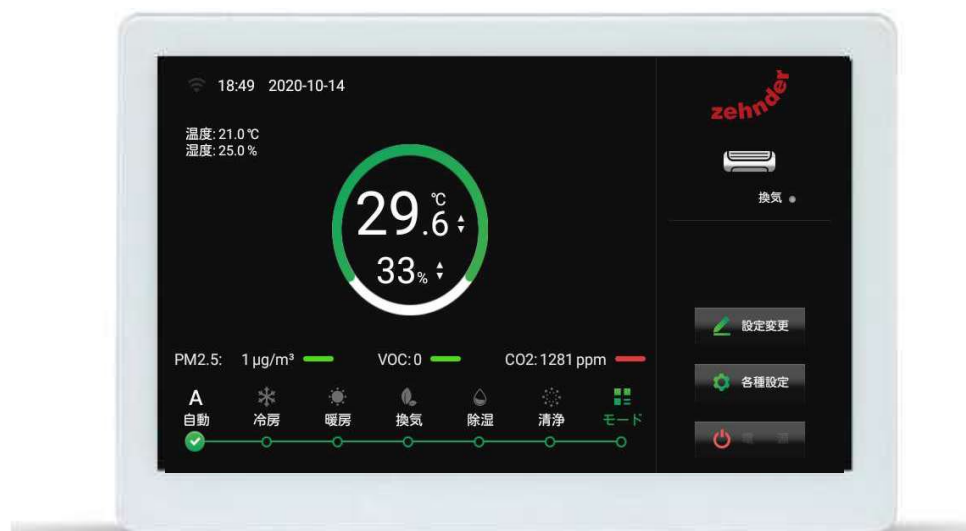 18:49 2020-10-14
温度: 21.0℃
湿度: 25.0 %
29.6 ℃
33%
PM2.5: 1 μg/m³ VOC: 0 CO2: 1281 ppm
A
自動 冷房 暖房 換気 除湿 清浄 モード
zehnder
換気
設定変更
各種設定
電 源